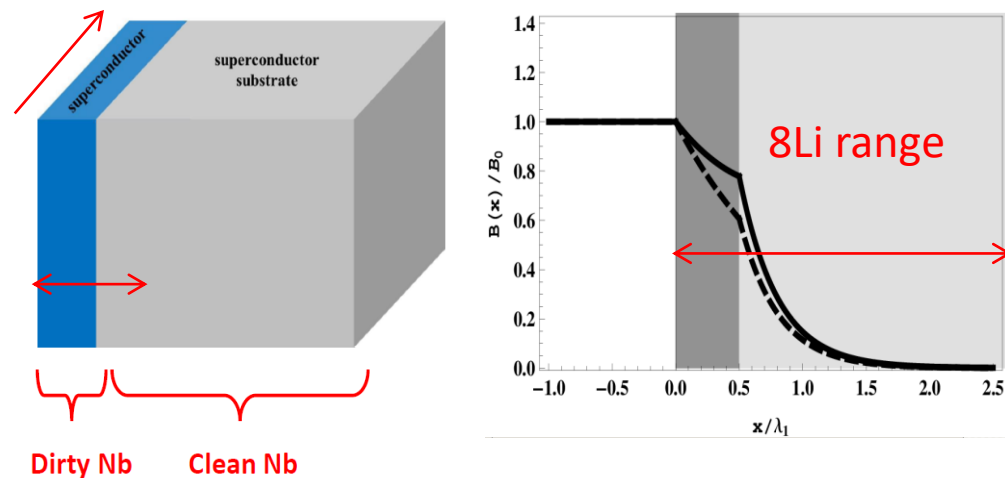 superconductor
superconductor
substrate
Dirty Nb
Clean Nb
1.4
1.2
1.0
0.8
0.6
0.4
0.2
0.0
B(x)/B₀
8Li range
-1.0
-0.5
0.0
0.5
1.0
1.5
2.0
2.5
x/λ₁